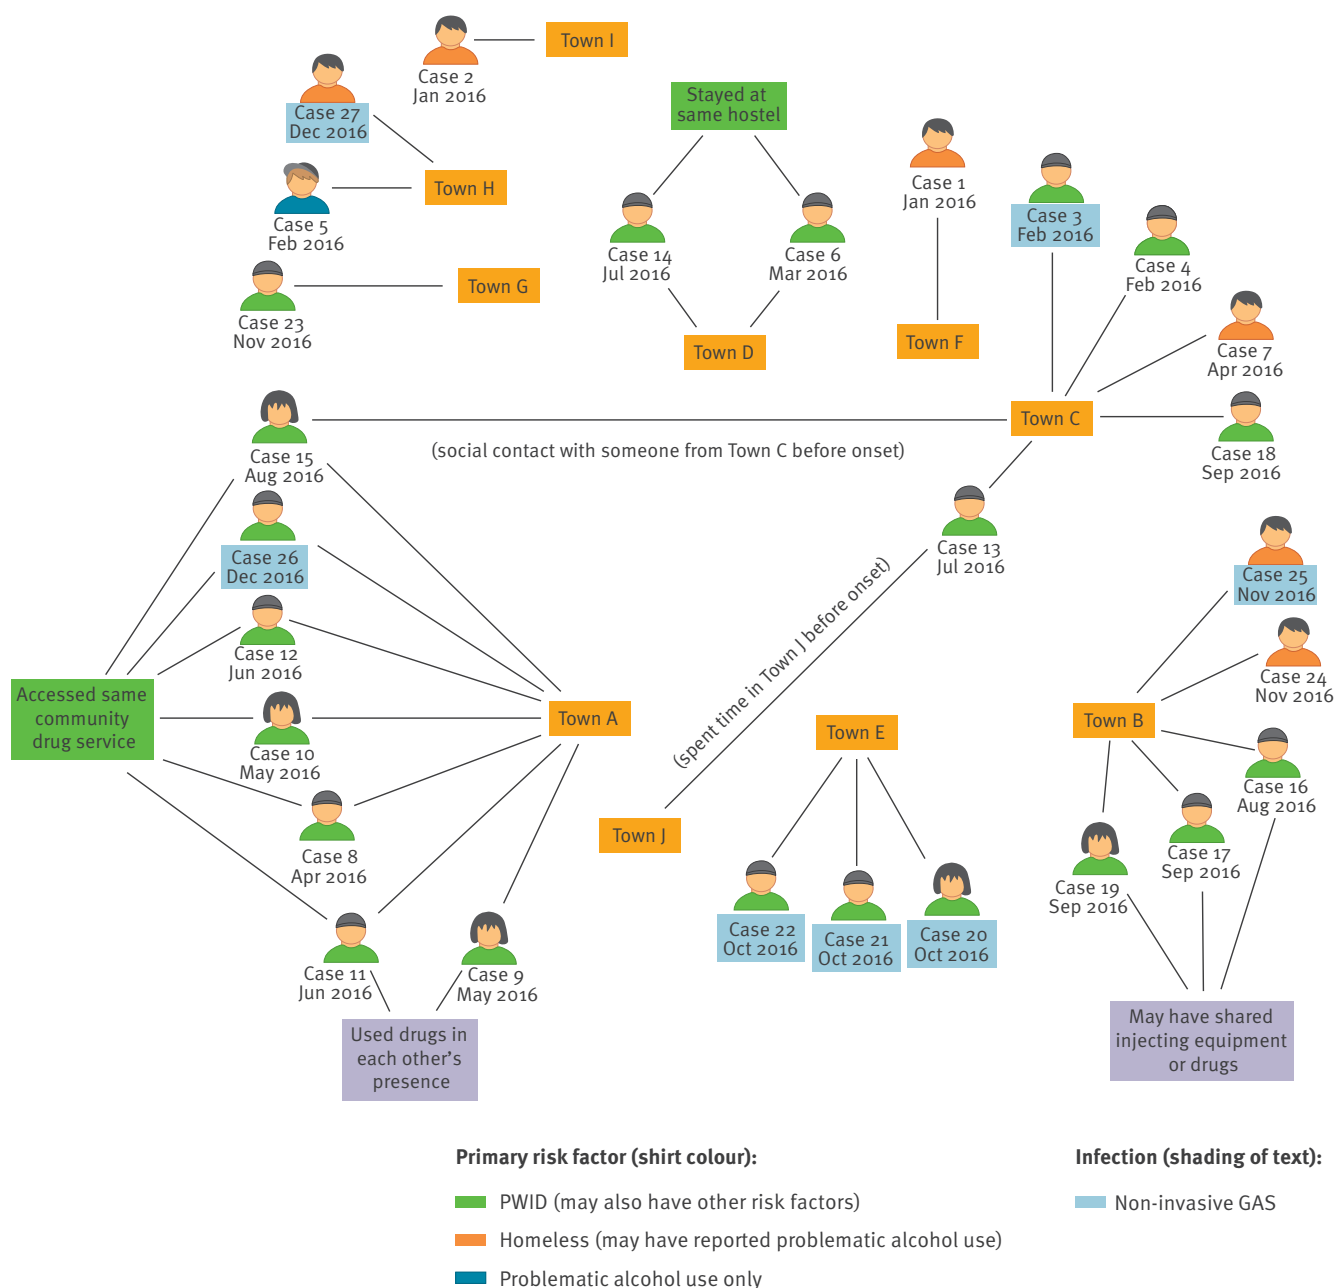 Case 2
Jan 2016
Town I
Case 27
Dec 2016
Town H
Case 5
Feb 2016
Case 23
Nov 2016
Town G
Stayed at
same hostel
Case 14
Jul 2016
Case 6
Mar 2016
Town D
Case 1
Jan 2016
Town F
Case 3
Feb 2016
Case 4
Feb 2016
Case 7
Apr 2016
Case 18
Sep 2016
Town C
(social contact with someone from Town C before onset)
Case 13
Jul 2016
(spent time in Town J before onset)
Town J
Case 15
Aug 2016
Case 26
Dec 2016
Case 12
Jun 2016
Case 10
May 2016
Case 8
Apr 2016
Case 11
Jun 2016
Case 9
May 2016
Accessed same
community
drug service
Town A
Used drugs in
each other's
presence
Town E
Case 22
Oct 2016
Case 21
Oct 2016
Case 20
Oct 2016
Case 25
Nov 2016
Case 24
Nov 2016
Town B
Case 16
Aug 2016
Case 17
Sep 2016
Case 19
Sep 2016
May have shared
injecting equipment
or drugs
Primary risk factor (shirt colour):
PWID (may also have other risk factors)
Homeless (may have reported problematic alcohol use)
Problematic alcohol use only
Infection (shading of text):
Non-invasive GAS